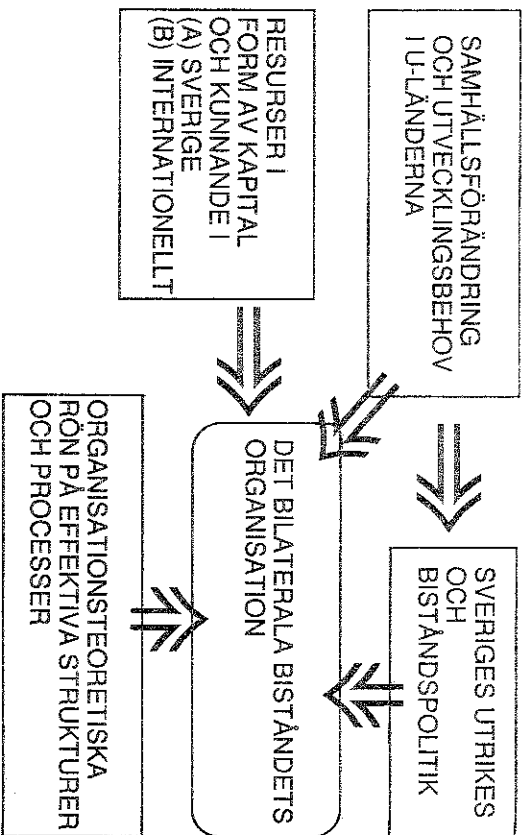 SAMHÄLLSFÖRÄNDRING
OCH UTVECKLINGSBEHOV
I U-LÄNDERNA
SVERIGES UTRIKES
OCH
BISTÅNDSPOLITIK
RESURSER I
FORM AV KAPITAL
OCH KUNNANDE I
(A) SVERIGE
(B) INTERNATIONELLT
DET BILATERALA BISTÅNDETS
ORGANISATION
ORGANISATIONSTEORETISKA
RÖN PÅ EFFEKTIVA STRUKTURER
OCH PROCESSER